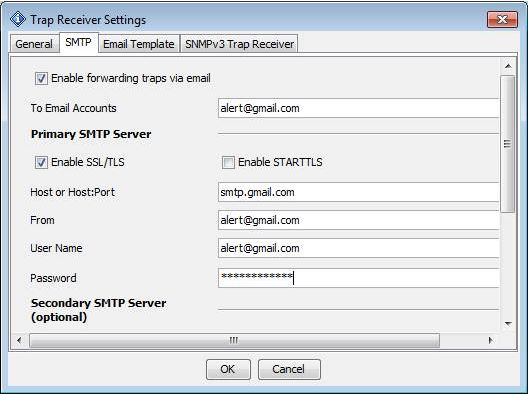 Trap Receiver Settings
General SMTP Email Template SNMPv3 Trap Receiver
Enable forwarding traps via email
To Email Accounts alert@gmail.com
Primary SMTP Server
Enable SSL/TLS Enable STARTTLS
Host or Host:Port smtp.gmail.com
From alert@gmail.com
User Name alert@gmail.com
Password ************
Secondary SMTP Server
(optional)
OK Cancel